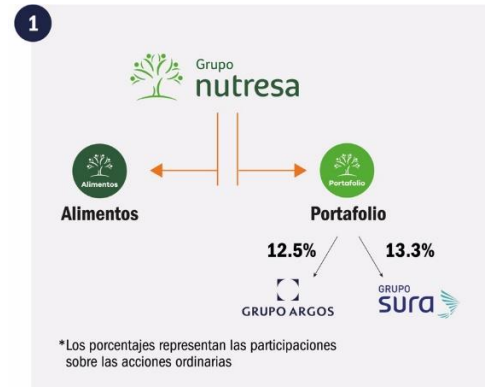 1
Grupo
nutresa
Alimentos
Portafolio
Alimentos
Portafolio
12.5%
13.3%
GRUPO ARGOS
GRUPO
sura
*Los porcentajes representan las participaciones
sobre las acciones ordinarias